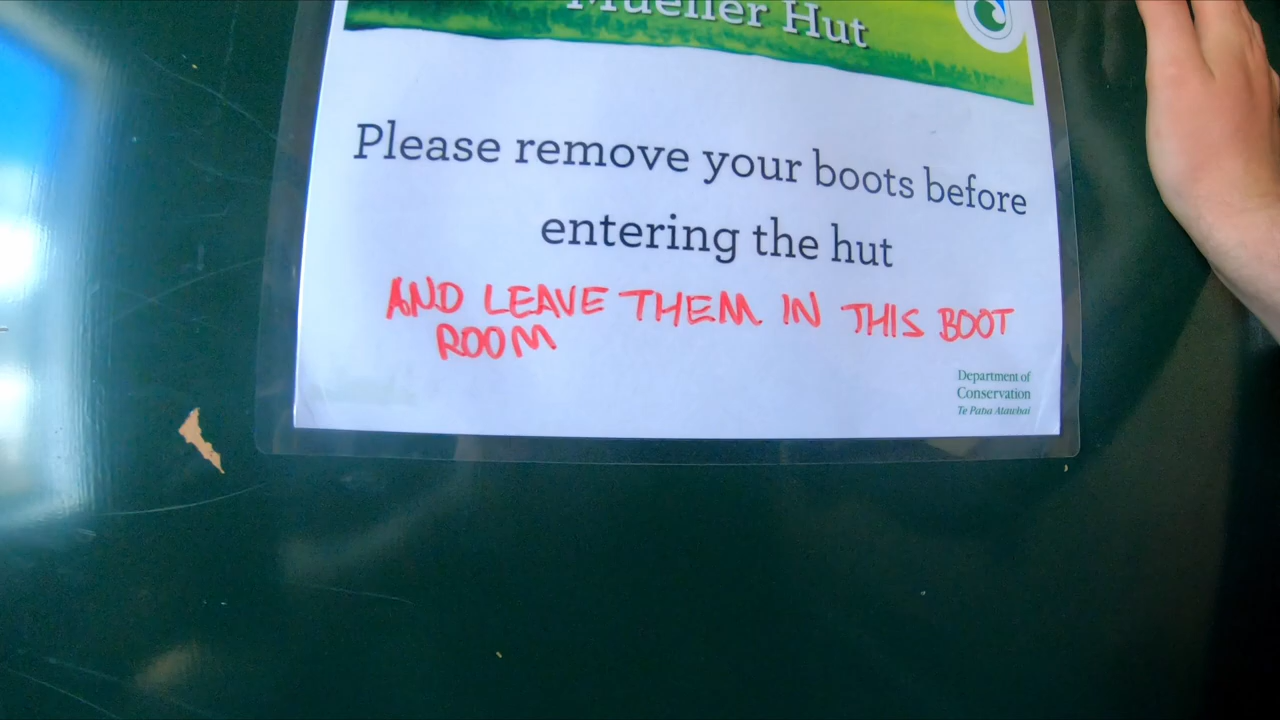 Mueller Hut
Please remove your boots before
entering the hut
AND LEAVE THEM IN THIS BOOT
ROOM
Department of
Conservation
Te Papa Atawhai